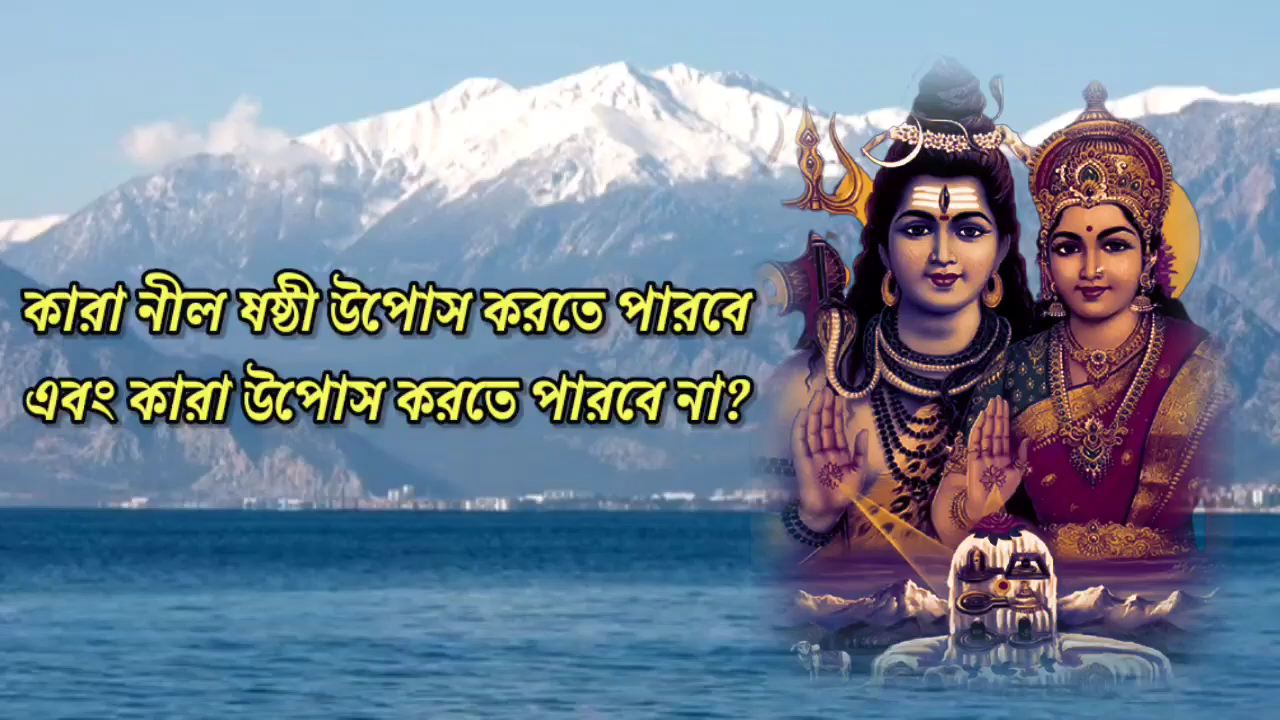 কারা নীল ষষ্ঠী উপোস করতে পারবে
এবং কারা উপোস করতে পারবে না?